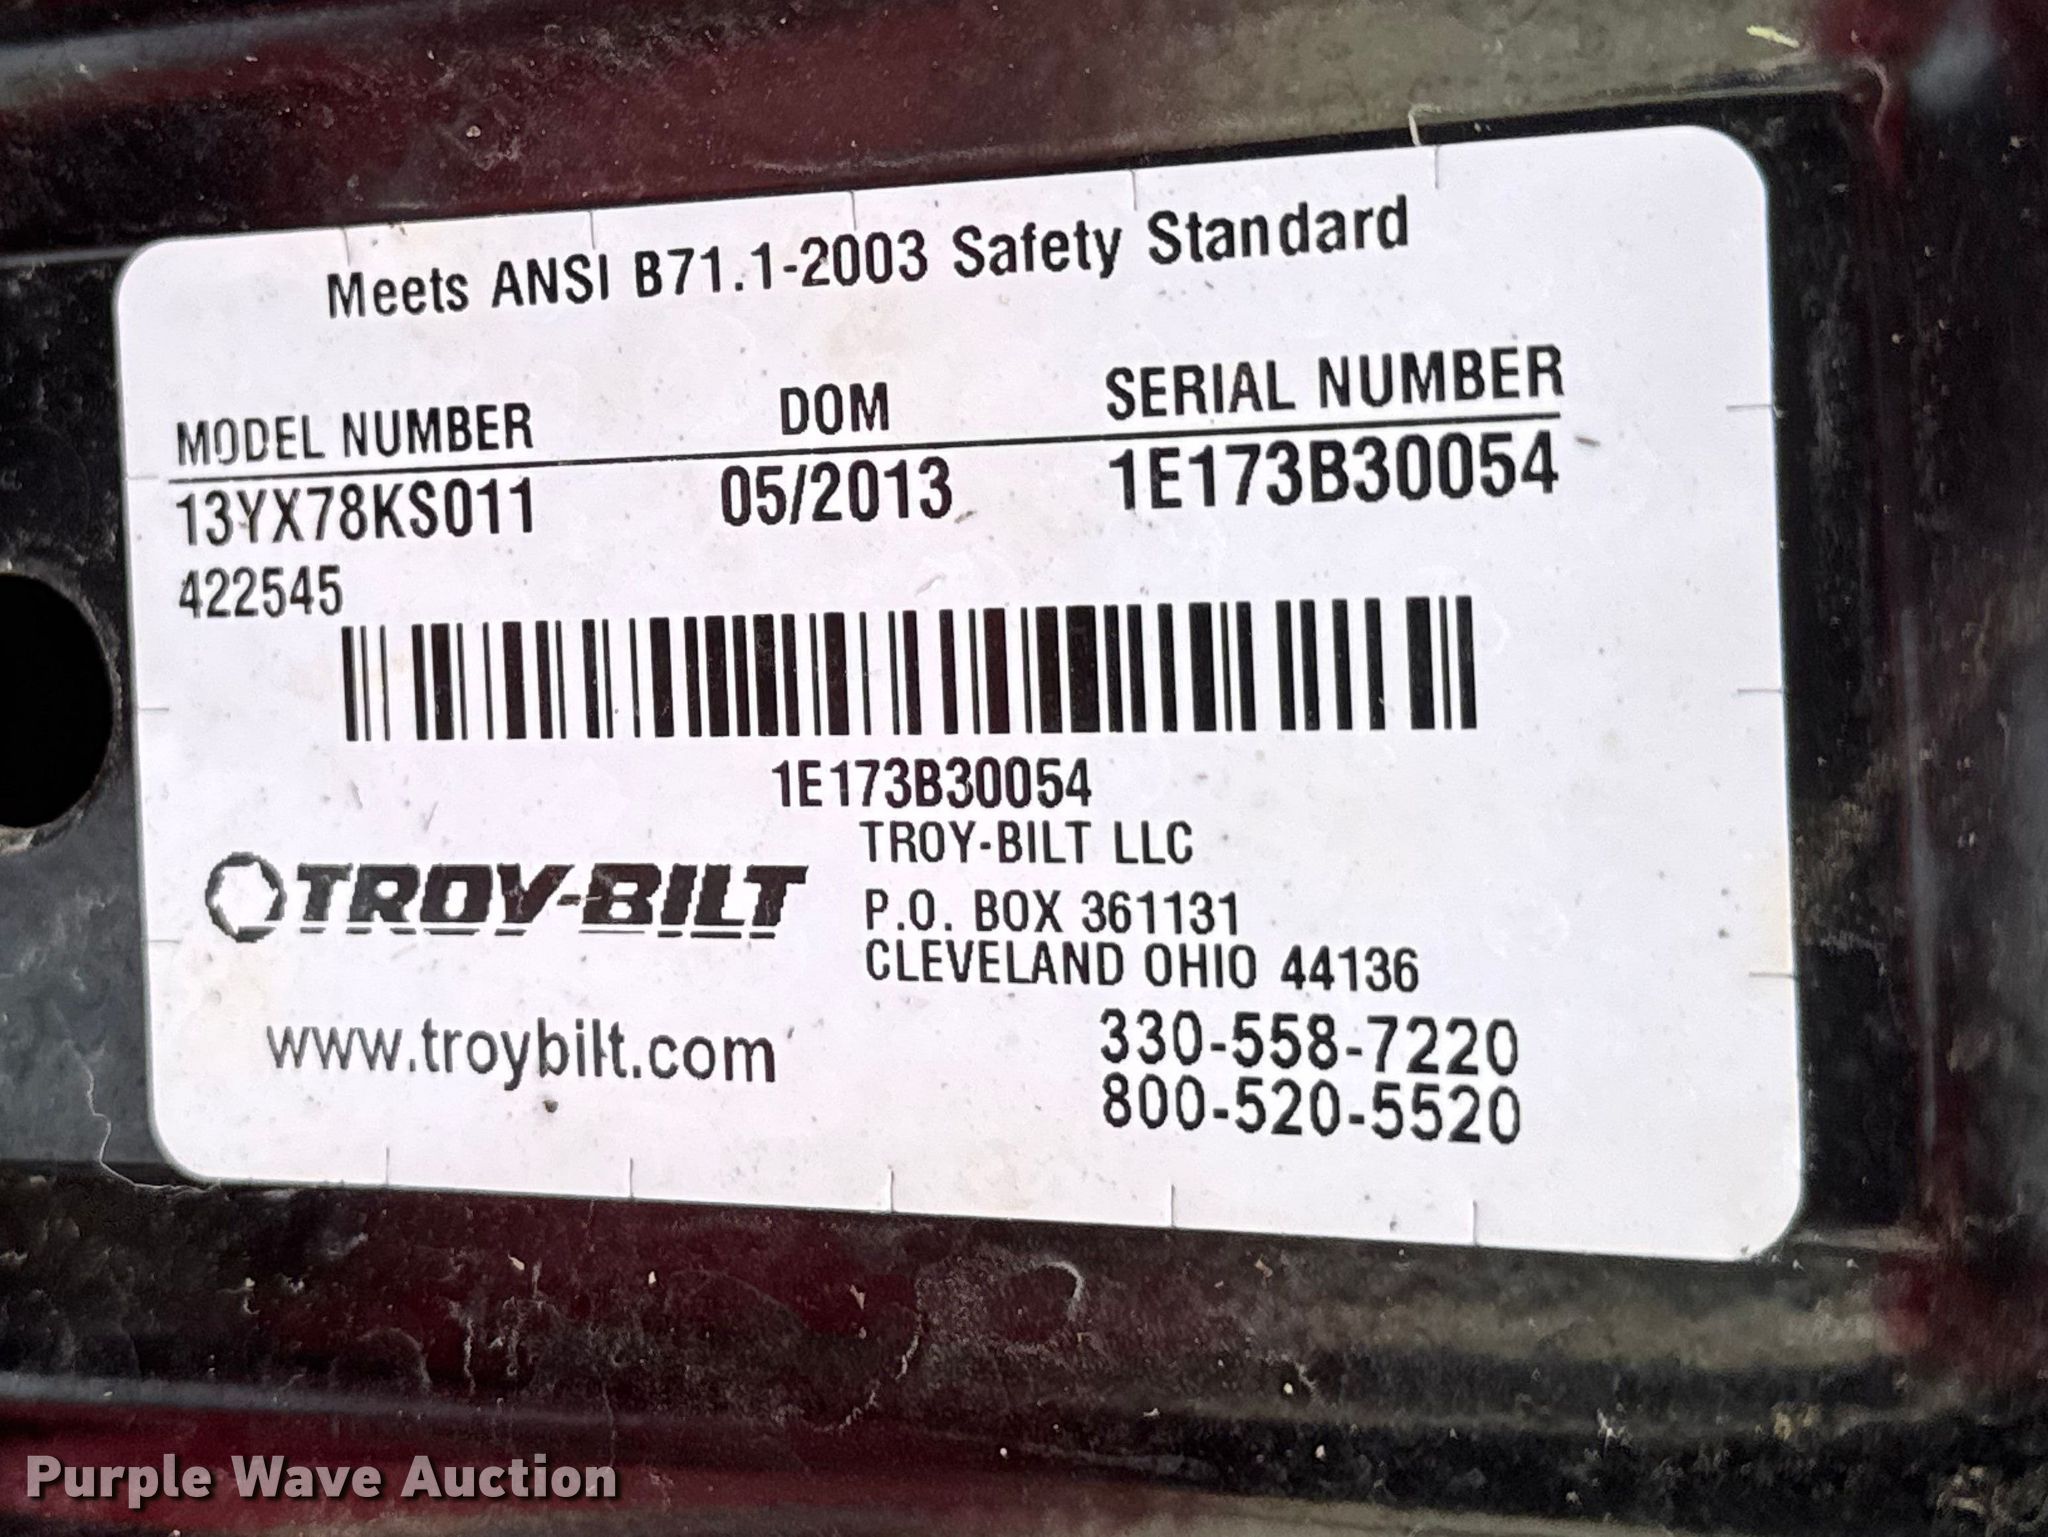 Meets ANSI B71.1-2003 Safety Standard
MODEL NUMBER DOM SERIAL NUMBER
13YX78KS011 05/2013 1E173B30054
422545
1E173B30054
TROY-BILT
TROY-BILT LLC
P.O. BOX 361131
CLEVELAND OHIO 44136
www.troybilt.com
330-558-7220
800-520-5520
Purple Wave Auction